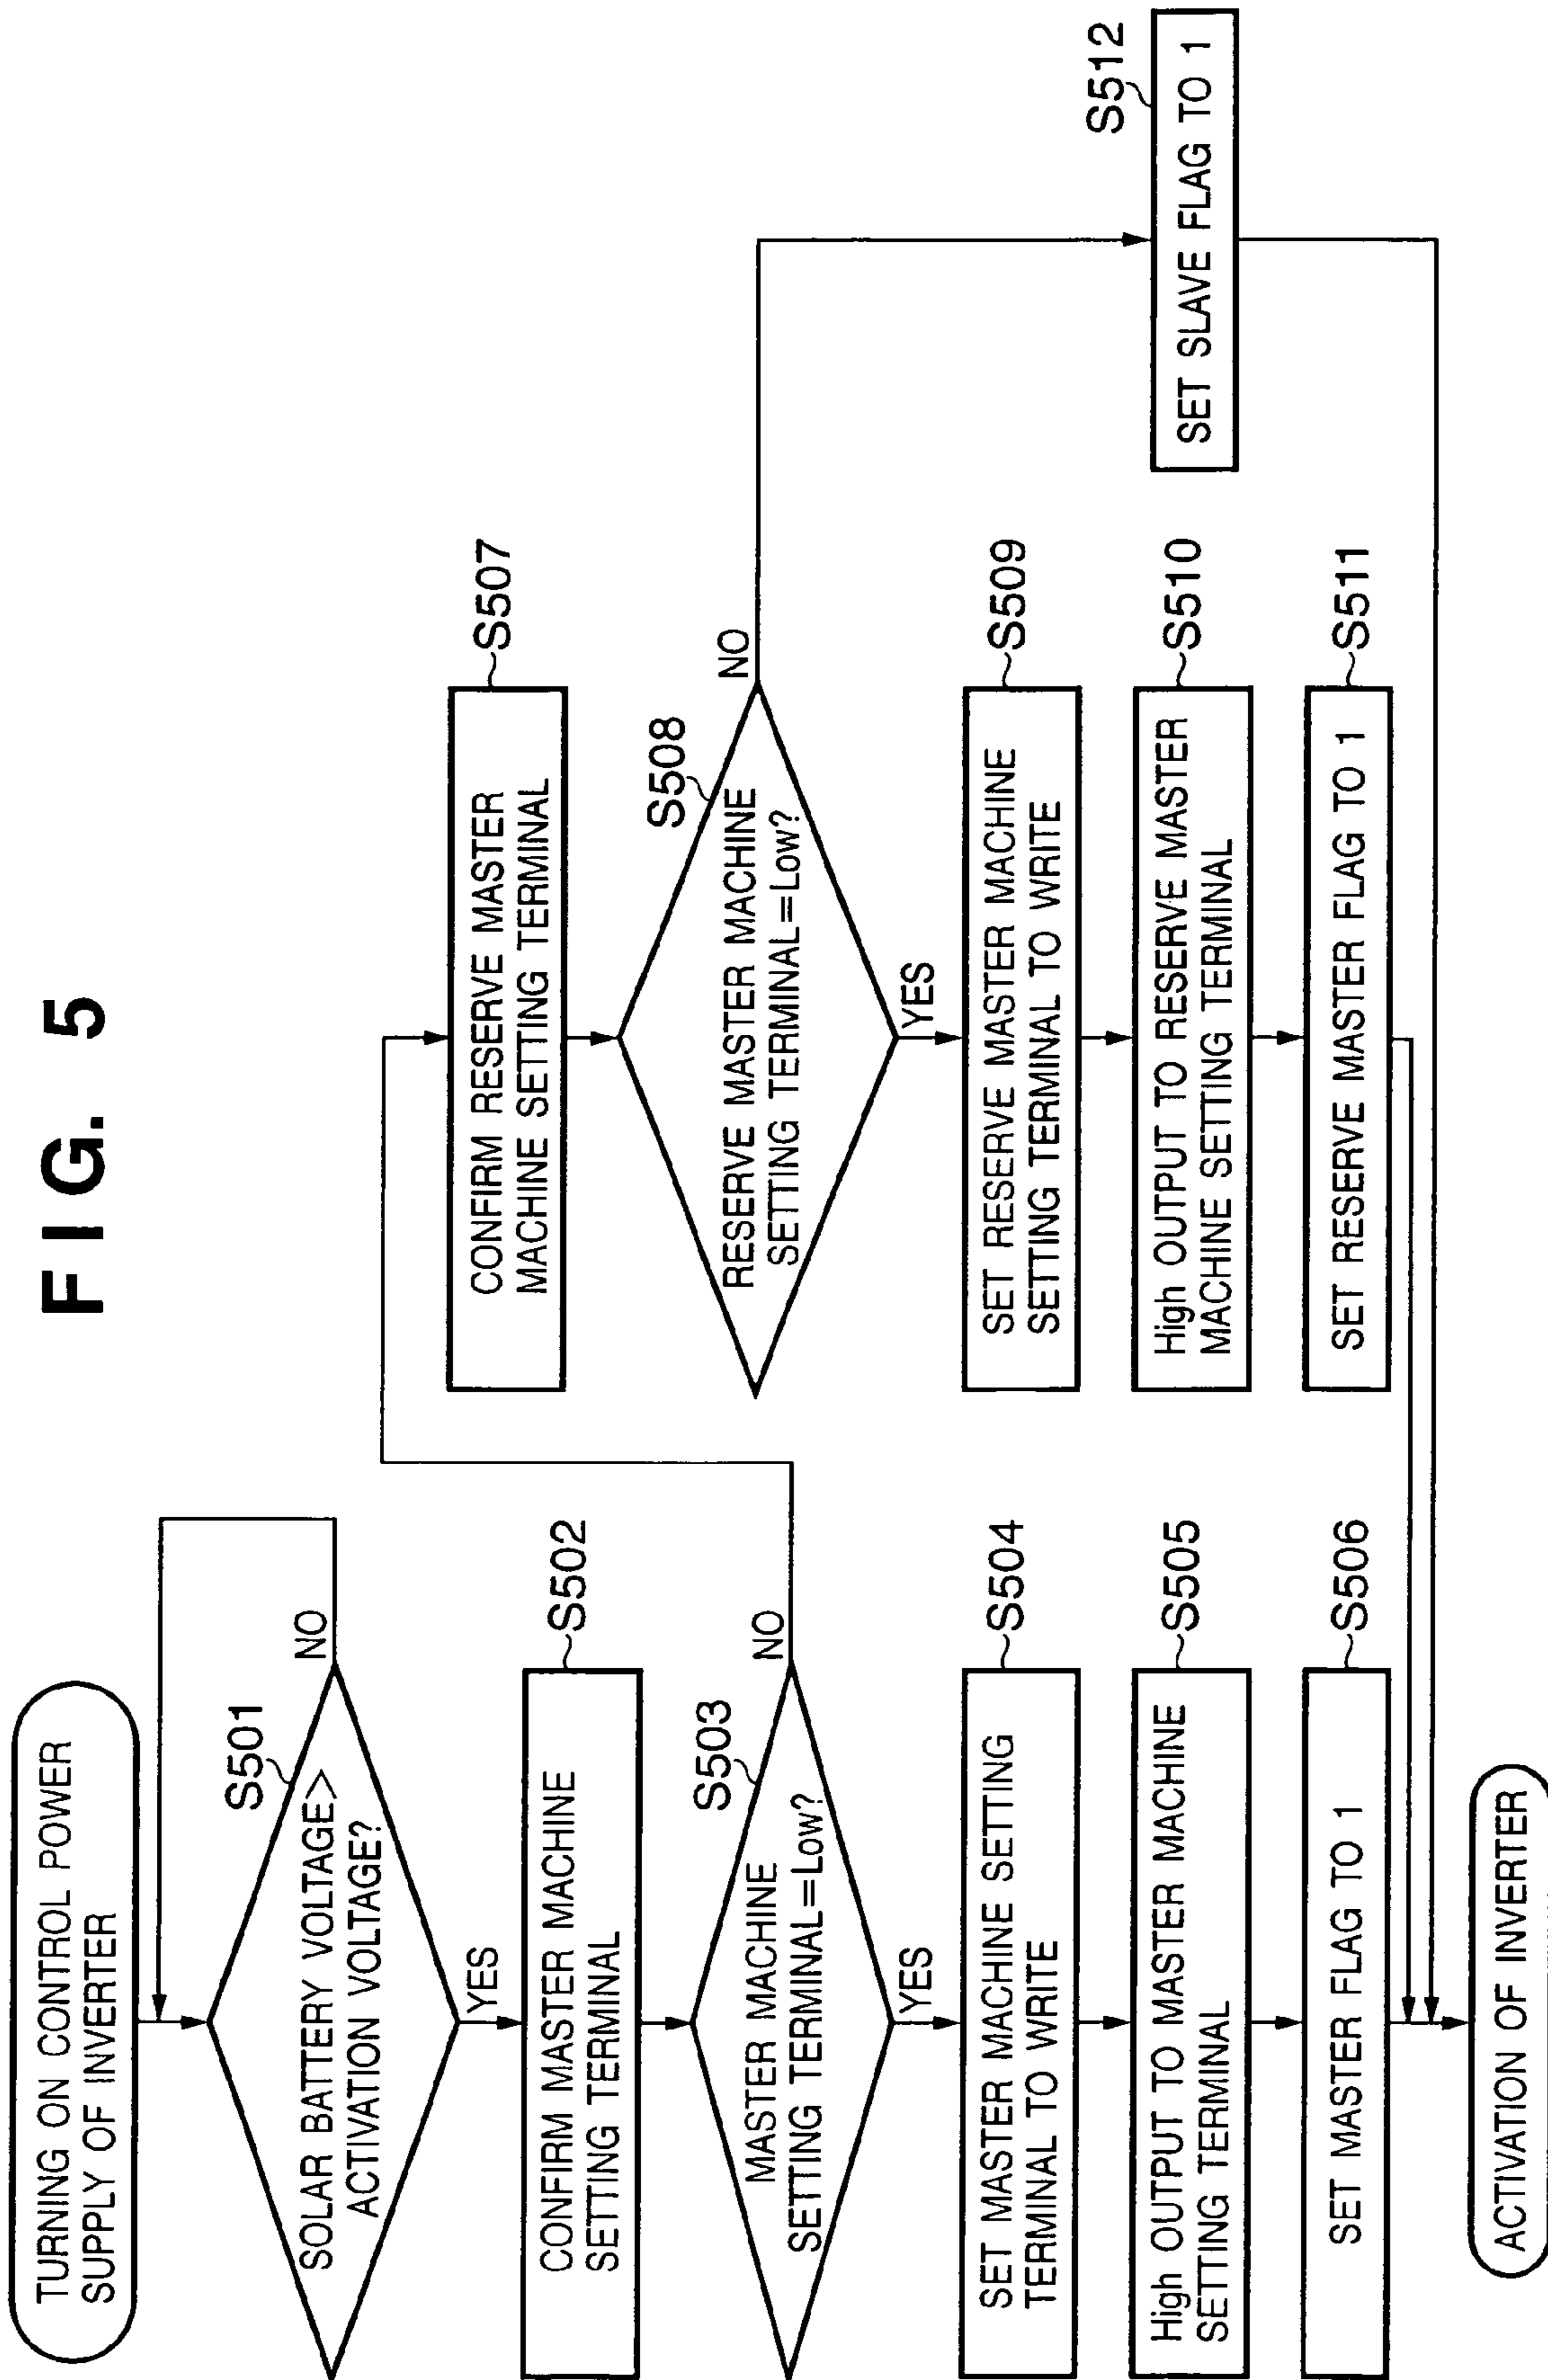 FIG. 5
TURNING ON CONTROL POWER
SUPPLY OF INVERTER
S501
SOLAR BATTERY VOLTAGE>
ACTIVATION VOLTAGE?
NO
YES
S502
CONFIRM MASTER MACHINE
SETTING TERMINAL
S503
MASTER MACHINE
SETTING TERMINAL=Low?
NO
YES
S504
SET MASTER MACHINE SETTING
TERMINAL TO WRITE
S505
High OUTPUT TO MASTER MACHINE
SETTING TERMINAL
S506
SET MASTER FLAG TO 1
ACTIVATION OF INVERTER
S507
CONFIRM RESERVE MASTER
MACHINE SETTING TERMINAL
S508
RESERVE MASTER MACHINE
SETTING TERMINAL=Low?
NO
YES
S509
SET RESERVE MASTER MACHINE
SETTING TERMINAL TO WRITE
S510
High OUTPUT TO RESERVE MASTER
MACHINE SETTING TERMINAL
S511
SET RESERVE MASTER FLAG TO 1
S512
SET SLAVE FLAG TO 1